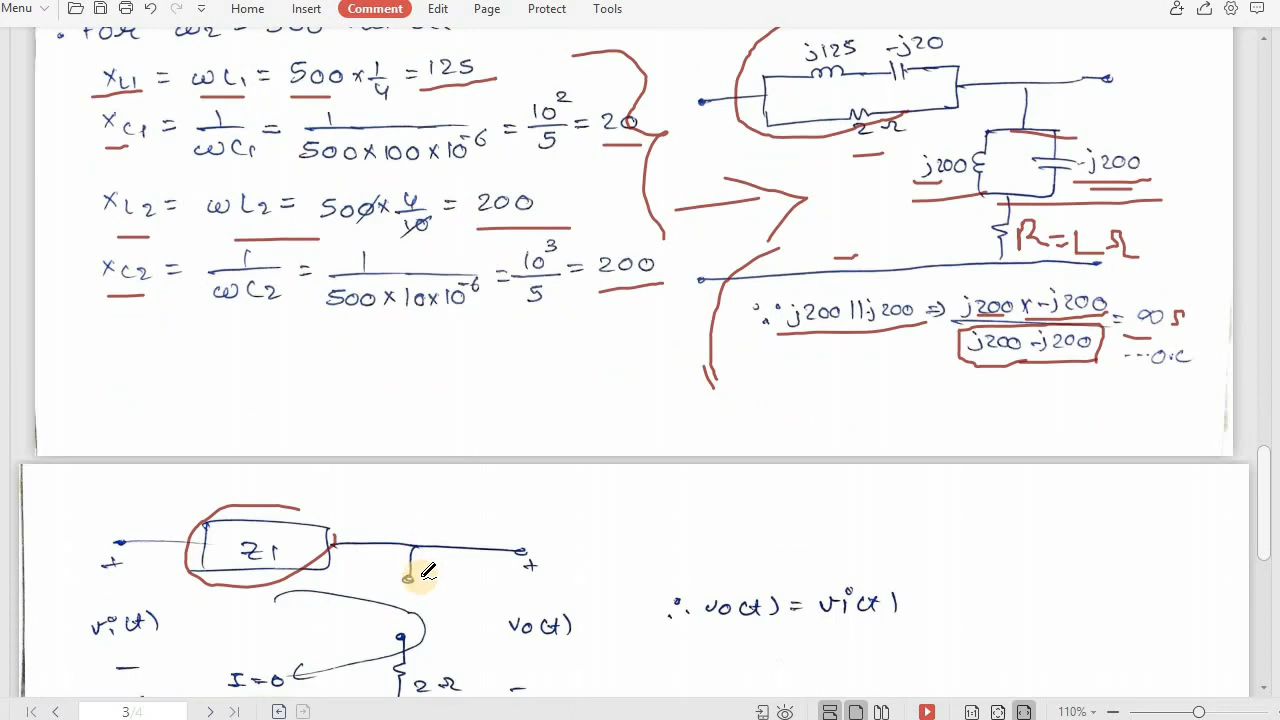 Menu Home Insert Comment Edit Page Protect Tools
XL1 = ωL1 = 500 × 1/4 = 125
XC1 = 1/ωC1 = 1/500×100×10^-6 = 10^2/5 = 20
XL2 = ωL2 = 500 × 4/10 = 200
XC2 = 1/ωC2 = 1/500×10×10^-6 = 10^3/5 = 200
j125 -j20
2 Ω
j200 -j200
R=1Ω
∴ j200 || j200 ⇒ j200 × -j200 / j200 - j200 = ∞ Ω
...O.C
Z1
+ +
vi(t) vo(t)
∴ vo(t) = vi(t)
I=0
2 Ω
- -
3/4 110%